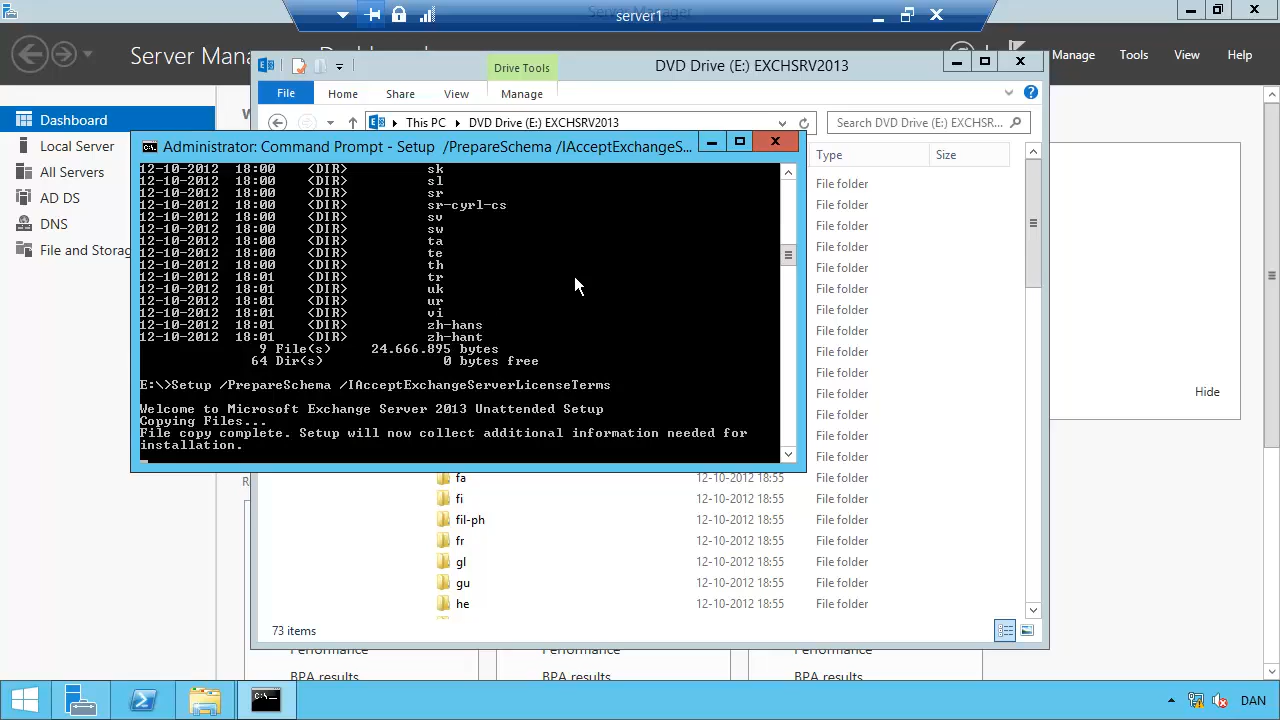 Server Manager
server1
Server Mana
Dashboard
Manage
Tools
View
Help
Drive Tools
DVD Drive (E:) EXCHSRV2013
File
Home
Share
View
Manage
This PC
DVD Drive (E:) EXCHSRV2013
Search DVD Drive (E:) EXCHSR...
Dashboard
Local Server
All Servers
AD DS
DNS
File and Storag
Type
Size
File folder
File folder
File folder
File folder
File folder
File folder
File folder
File folder
File folder
File folder
File folder
File folder
File folder
File folder
Hide
Administrator: Command Prompt - Setup /PrepareSchema /IAcceptExchangeS...
12-10-2012 18:00 <DIR> sk
12-10-2012 18:00 <DIR> sl
12-10-2012 18:00 <DIR> sr
12-10-2012 18:00 <DIR> sr-cyrl-cs
12-10-2012 18:00 <DIR> sv
12-10-2012 18:00 <DIR> sw
12-10-2012 18:00 <DIR> ta
12-10-2012 18:00 <DIR> te
12-10-2012 18:00 <DIR> th
12-10-2012 18:01 <DIR> tr
12-10-2012 18:01 <DIR> uk
12-10-2012 18:01 <DIR> ur
12-10-2012 18:01 <DIR> vi
12-10-2012 18:01 <DIR> zh-hans
12-10-2012 18:01 <DIR> zh-hant
9 File(s) 24.666.895 bytes
64 Dir(s) 0 bytes free
E:\>Setup /PrepareSchema /IAcceptExchangeServerLicenseTerms
Welcome to Microsoft Exchange Server 2013 Unattended Setup
Copying Files...
File copy complete. Setup will now collect additional information needed for
installation.
fa 12-10-2012 18:55 File folder
fi 12-10-2012 18:55 File folder
fil-ph 12-10-2012 18:55 File folder
fr 12-10-2012 18:55 File folder
gl 12-10-2012 18:55 File folder
gu 12-10-2012 18:55 File folder
he 12-10-2012 18:55 File folder
73 items
Performance
Performance
Performance
BPA results
BPA results
BPA results
DAN